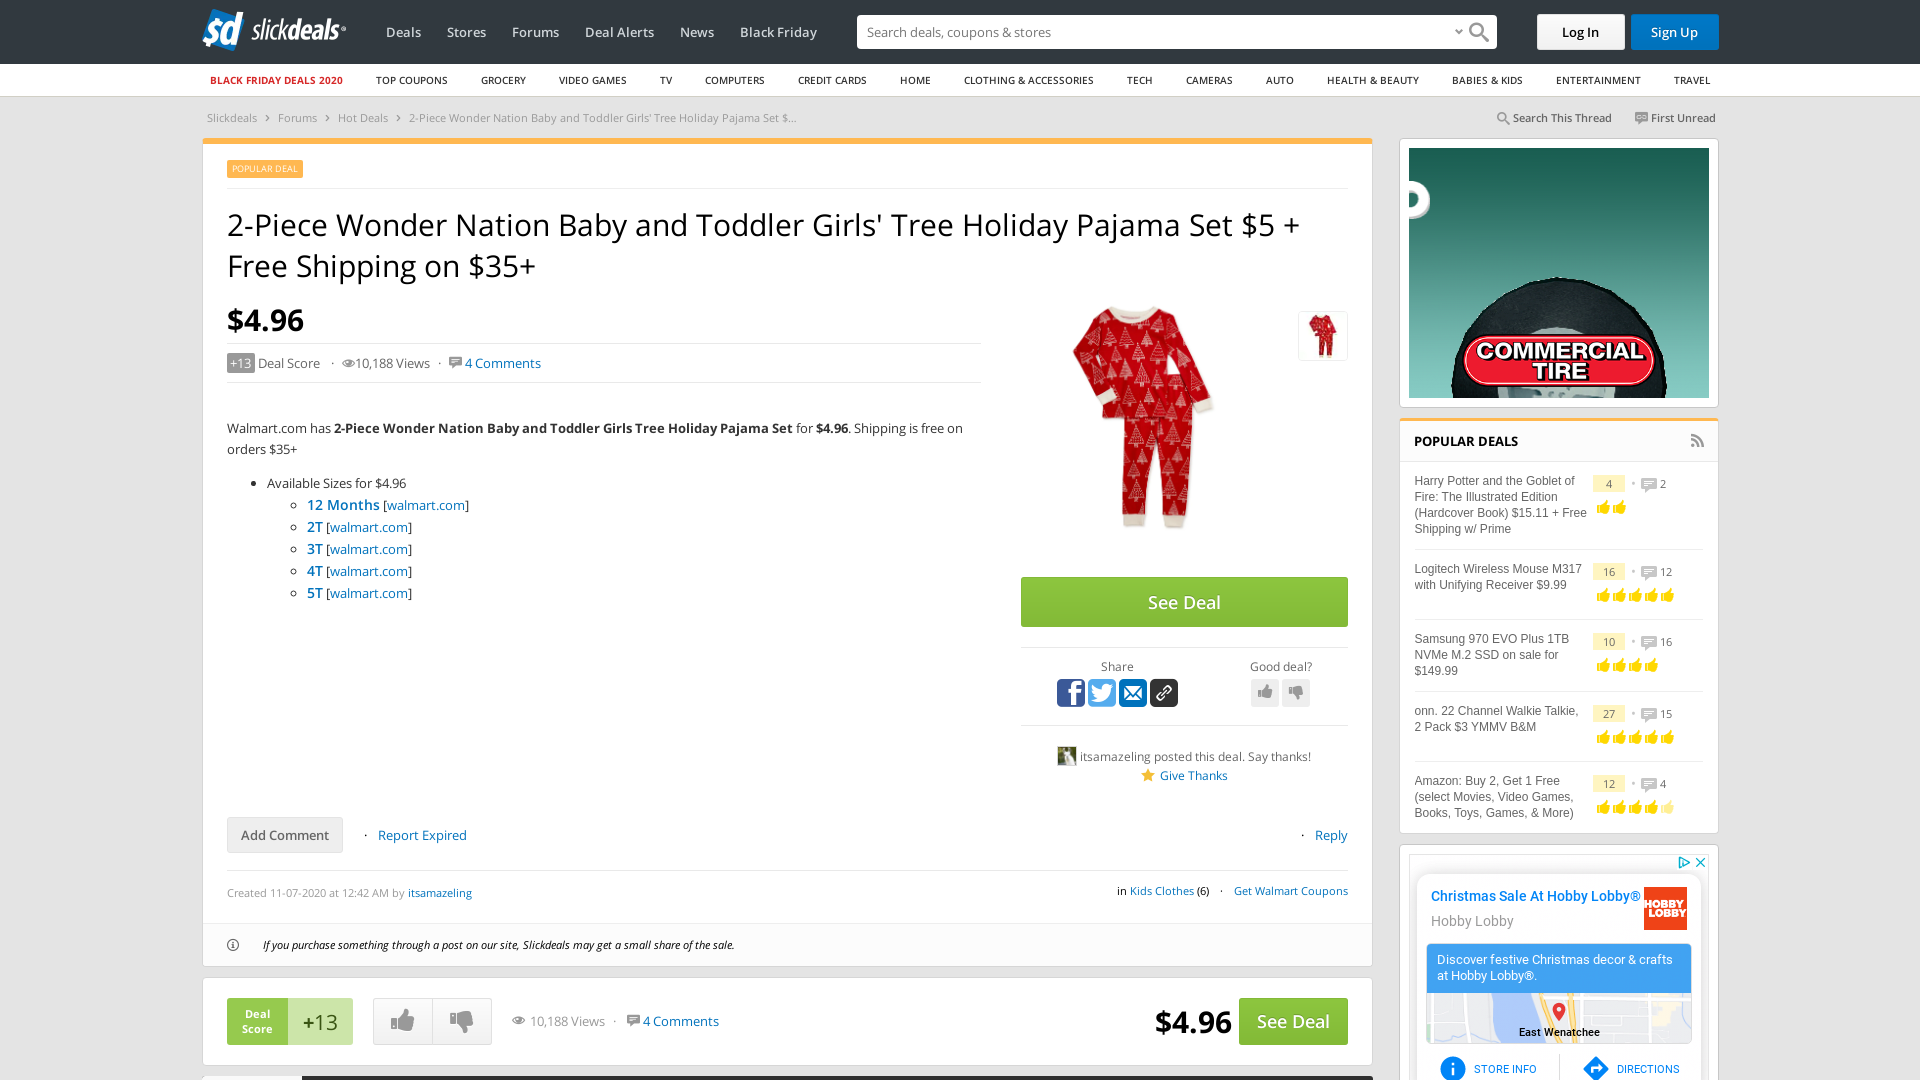 sd slickdeals®
Deals
Stores
Forums
Deal Alerts
News
Black Friday
Search deals, coupons & stores
Log In
Sign Up
BLACK FRIDAY DEALS 2020
TOP COUPONS
GROCERY
VIDEO GAMES
TV
COMPUTERS
CREDIT CARDS
HOME
CLOTHING & ACCESSORIES
TECH
CAMERAS
AUTO
HEALTH & BEAUTY
BABIES & KIDS
ENTERTAINMENT
TRAVEL
Slickdeals › Forums › Hot Deals › 2-Piece Wonder Nation Baby and Toddler Girls' Tree Holiday Pajama Set $...
Search This Thread
First Unread
POPULAR DEAL
2-Piece Wonder Nation Baby and Toddler Girls' Tree Holiday Pajama Set $5 +
Free Shipping on $35+
$4.96
+13 Deal Score · 10,188 Views · 4 Comments
Walmart.com has 2-Piece Wonder Nation Baby and Toddler Girls Tree Holiday Pajama Set for $4.96. Shipping is free on
orders $35+
Available Sizes for $4.96
12 Months [walmart.com]
2T [walmart.com]
3T [walmart.com]
4T [walmart.com]
5T [walmart.com]
See Deal
Share
Good deal?
itsamazeling posted this deal. Say thanks!
Give Thanks
Add Comment
· Report Expired
· Reply
Created 11-07-2020 at 12:42 AM by itsamazeling
in Kids Clothes (6) · Get Walmart Coupons
If you purchase something through a post on our site, Slickdeals may get a small share of the sale.
Deal
Score
+13
10,188 Views · 4 Comments
$4.96
See Deal
COMMERCIAL
TIRE
POPULAR DEALS
Harry Potter and the Goblet of
Fire: The Illustrated Edition
(Hardcover Book) $15.11 + Free
Shipping w/ Prime
4 • 2
Logitech Wireless Mouse M317
with Unifying Receiver $9.99
16 • 12
Samsung 970 EVO Plus 1TB
NVMe M.2 SSD on sale for
$149.99
10 • 16
onn. 22 Channel Walkie Talkie,
2 Pack $3 YMMV B&M
27 • 15
Amazon: Buy 2, Get 1 Free
(select Movies, Video Games,
Books, Toys, Games, & More)
12 • 4
Christmas Sale At Hobby Lobby®
Hobby Lobby
HOBBY
LOBBY
Discover festive Christmas decor & crafts
at Hobby Lobby®.
East Wenatchee
STORE INFO
DIRECTIONS